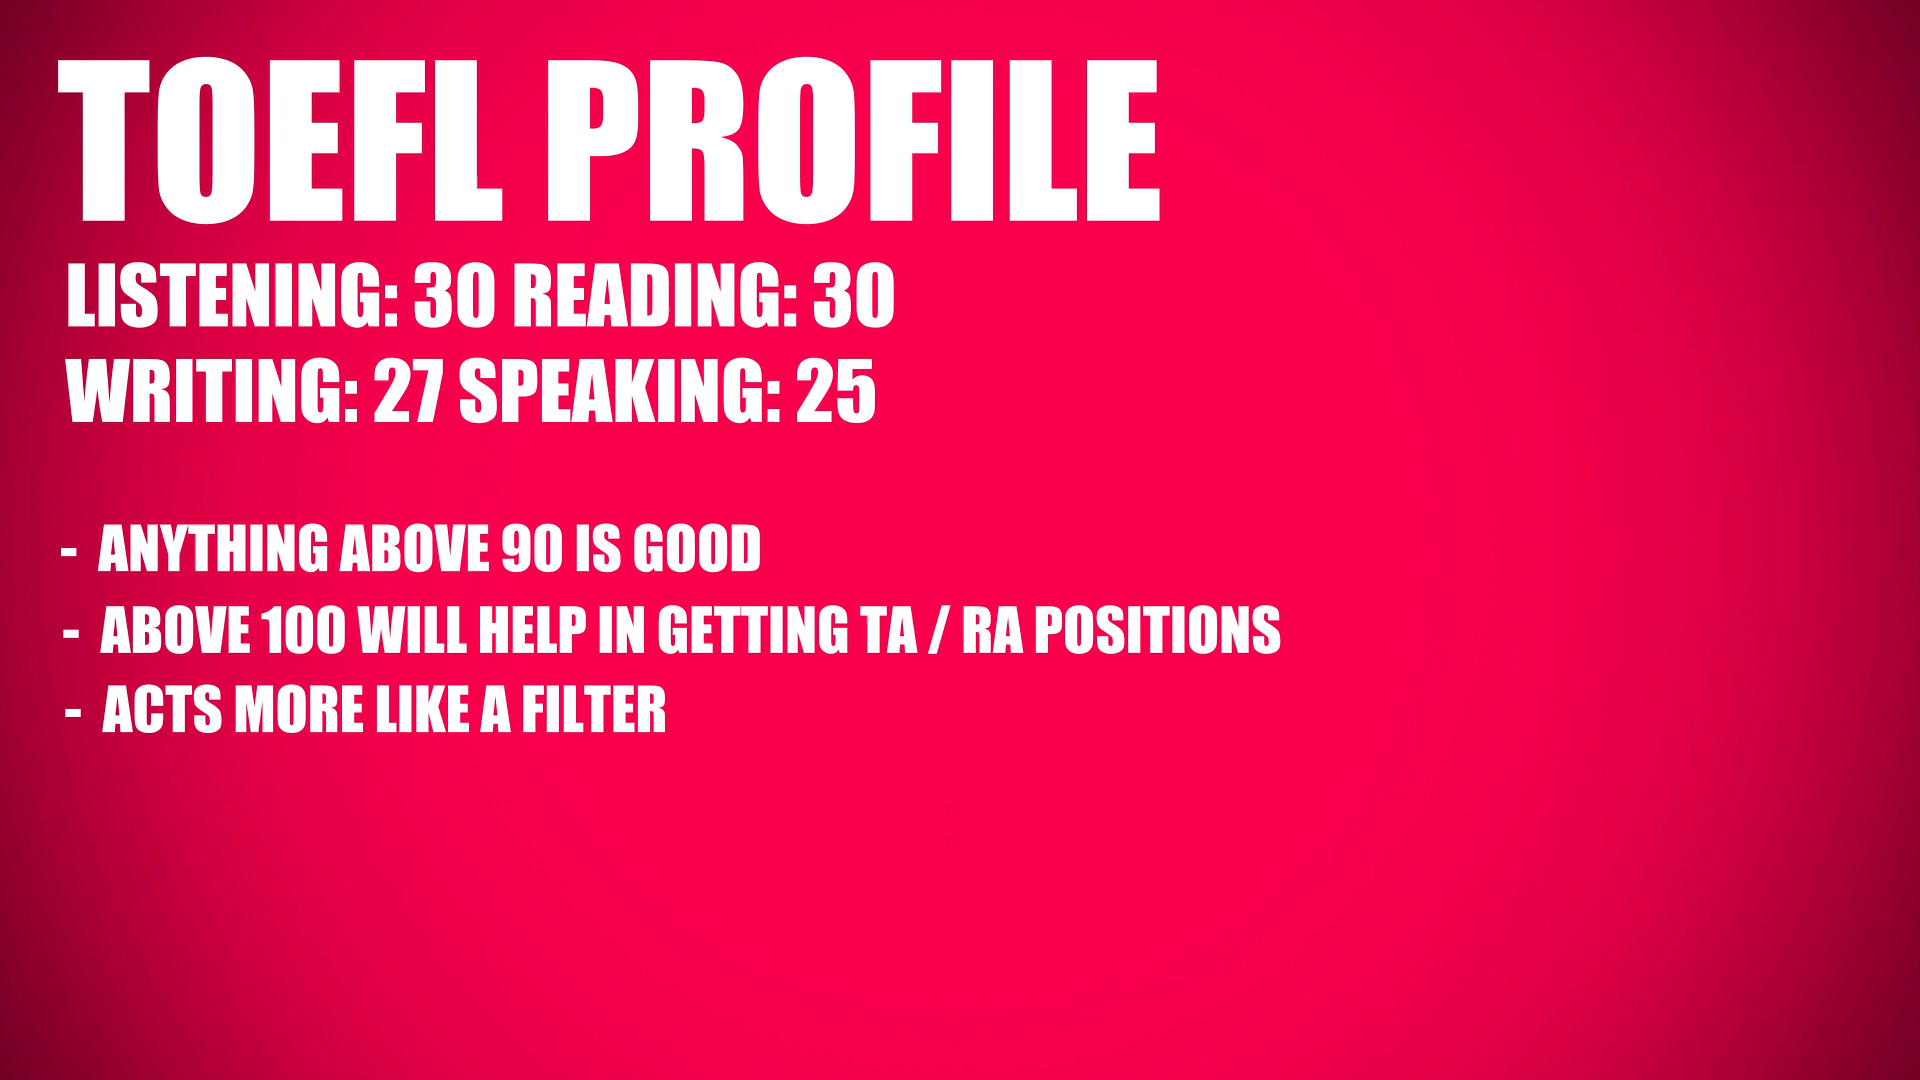 TOEFL PROFILE
LISTENING: 30 READING: 30
WRITING: 27 SPEAKING: 25
- ANYTHING ABOVE 90 IS GOOD
- ABOVE 100 WILL HELP IN GETTING TA / RA POSITIONS
- ACTS MORE LIKE A FILTER